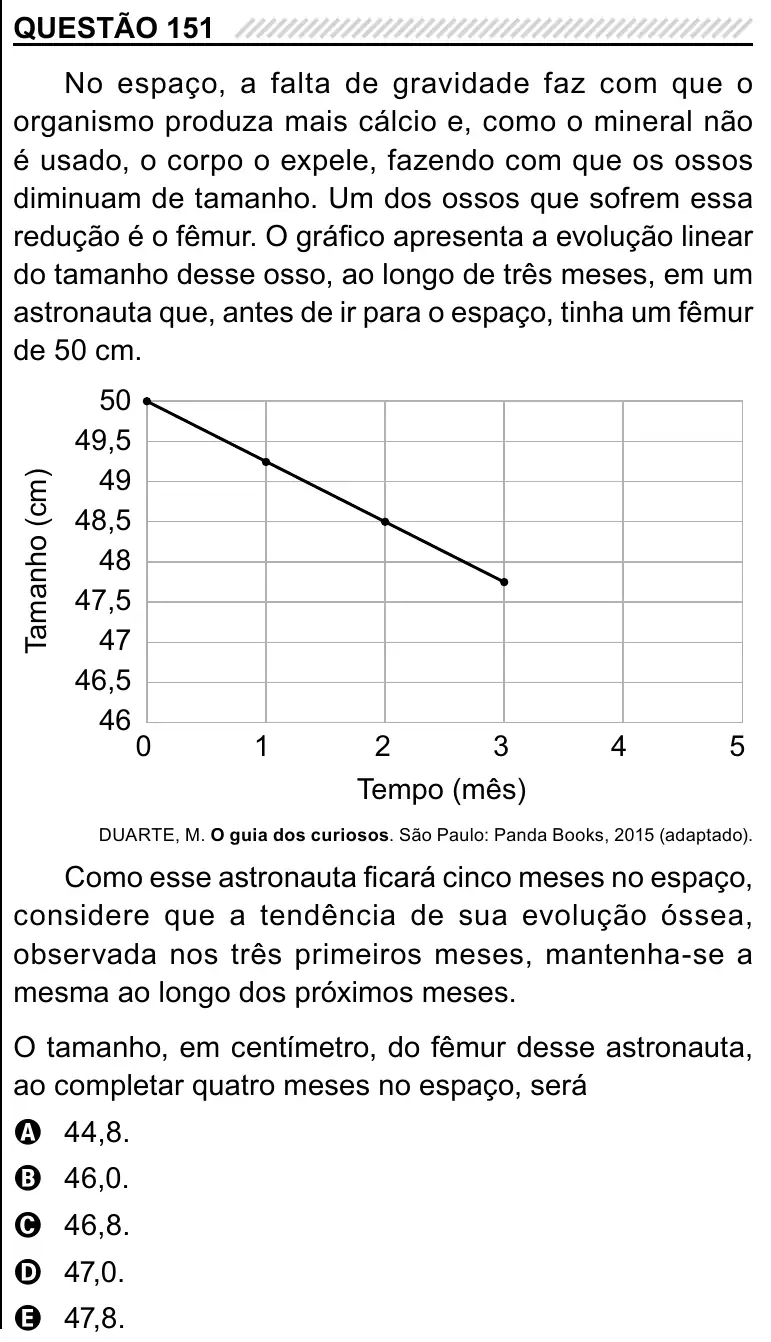 QUESTÃO 151
No espaço, a falta de gravidade faz com que o
organismo produza mais cálcio e, como o mineral não
é usado, o corpo o expele, fazendo com que os ossos
diminuam de tamanho. Um dos ossos que sofrem essa
redução é o fêmur. O gráfico apresenta a evolução linear
do tamanho desse osso, ao longo de três meses, em um
astronauta que, antes de ir para o espaço, tinha um fêmur
de 50 cm.
Tamanho (cm)
50
49,5
49
48,5
48
47,5
47
46,5
46
0 1 2 3 4 5
Tempo (mês)
DUARTE, M. O guia dos curiosos. São Paulo: Panda Books, 2015 (adaptado).
Como esse astronauta ficará cinco meses no espaço,
considere que a tendência de sua evolução óssea,
observada nos três primeiros meses, mantenha-se a
mesma ao longo dos próximos meses.
O tamanho, em centímetro, do fêmur desse astronauta,
ao completar quatro meses no espaço, será
A 44,8.
B 46,0.
C 46,8.
D 47,0.
E 47,8.